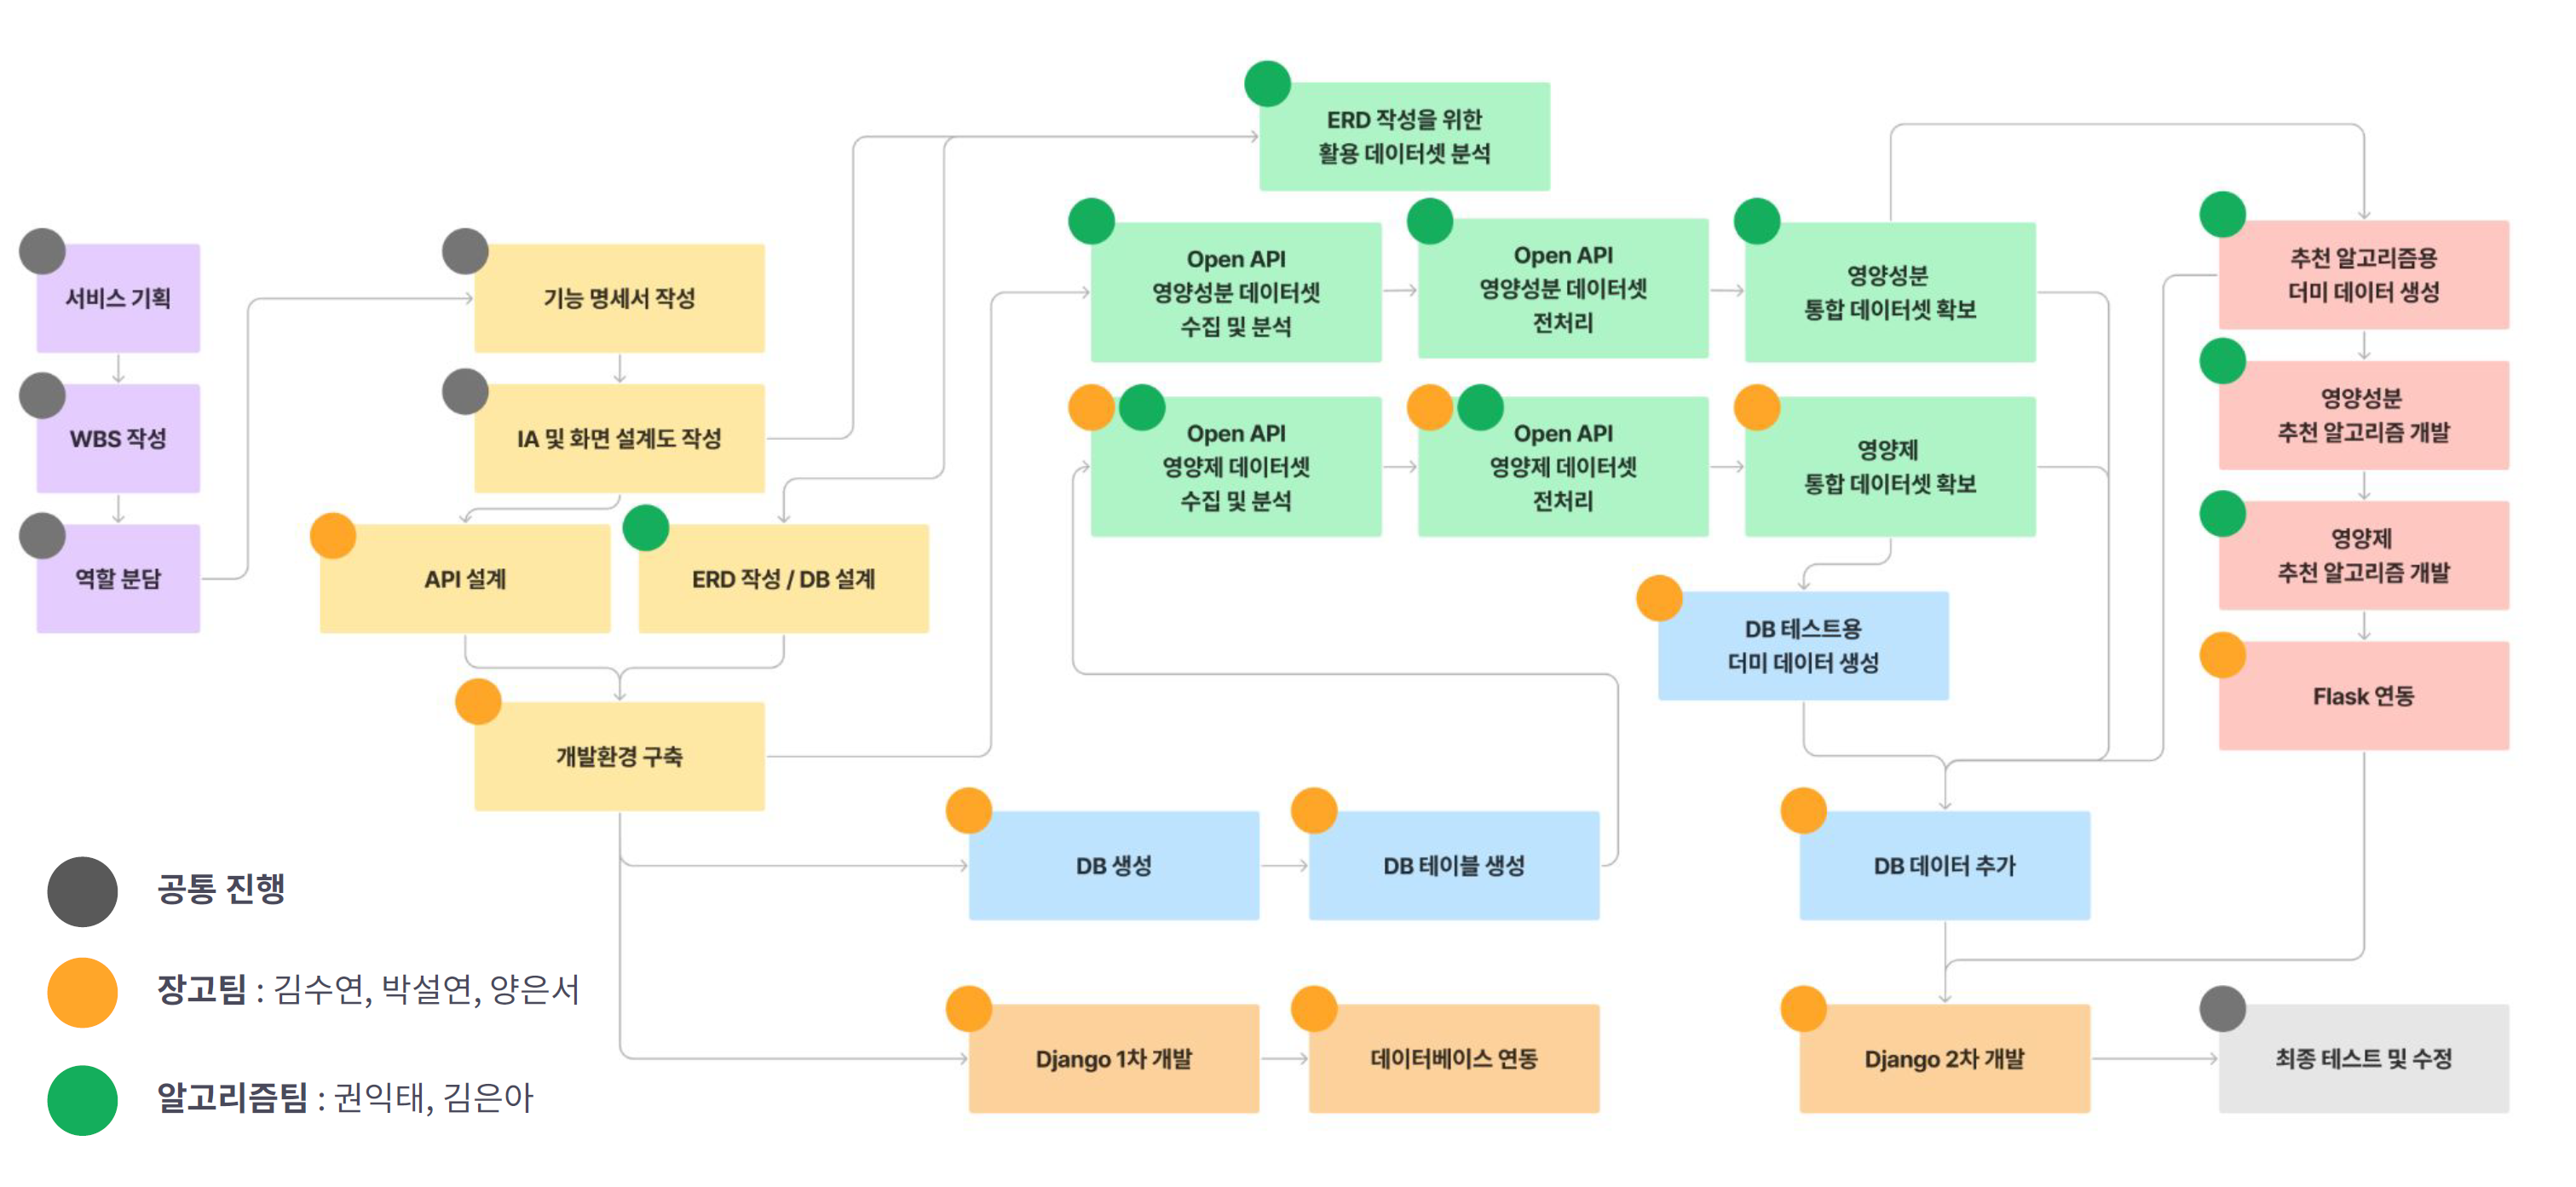 서비스 기획
WBS 작성
역할 분담
기능 명세서 작성
IA 및 화면 설계도 작성
API 설계
ERD 작성 / DB 설계
개발환경 구축
ERD 작성을 위한
활용 데이터셋 분석
Open API
영양성분 데이터셋
수집 및 분석
Open API
영양성분 데이터셋
전처리
영양성분
통합 데이터셋 확보
Open API
영양제 데이터셋
수집 및 분석
Open API
영양제 데이터셋
전처리
영양제
통합 데이터셋 확보
DB 테스트용
더미 데이터 생성
DB 생성
DB 테이블 생성
DB 데이터 추가
Django 1차 개발
데이터베이스 연동
Django 2차 개발
최종 테스트 및 수정
추천 알고리즘용
더미 데이터 생성
영양성분
추천 알고리즘 개발
영양제
추천 알고리즘 개발
Flask 연동
공통 진행
장고팀 : 김수연, 박설연, 양은서
알고리즘팀 : 권익태, 김은아